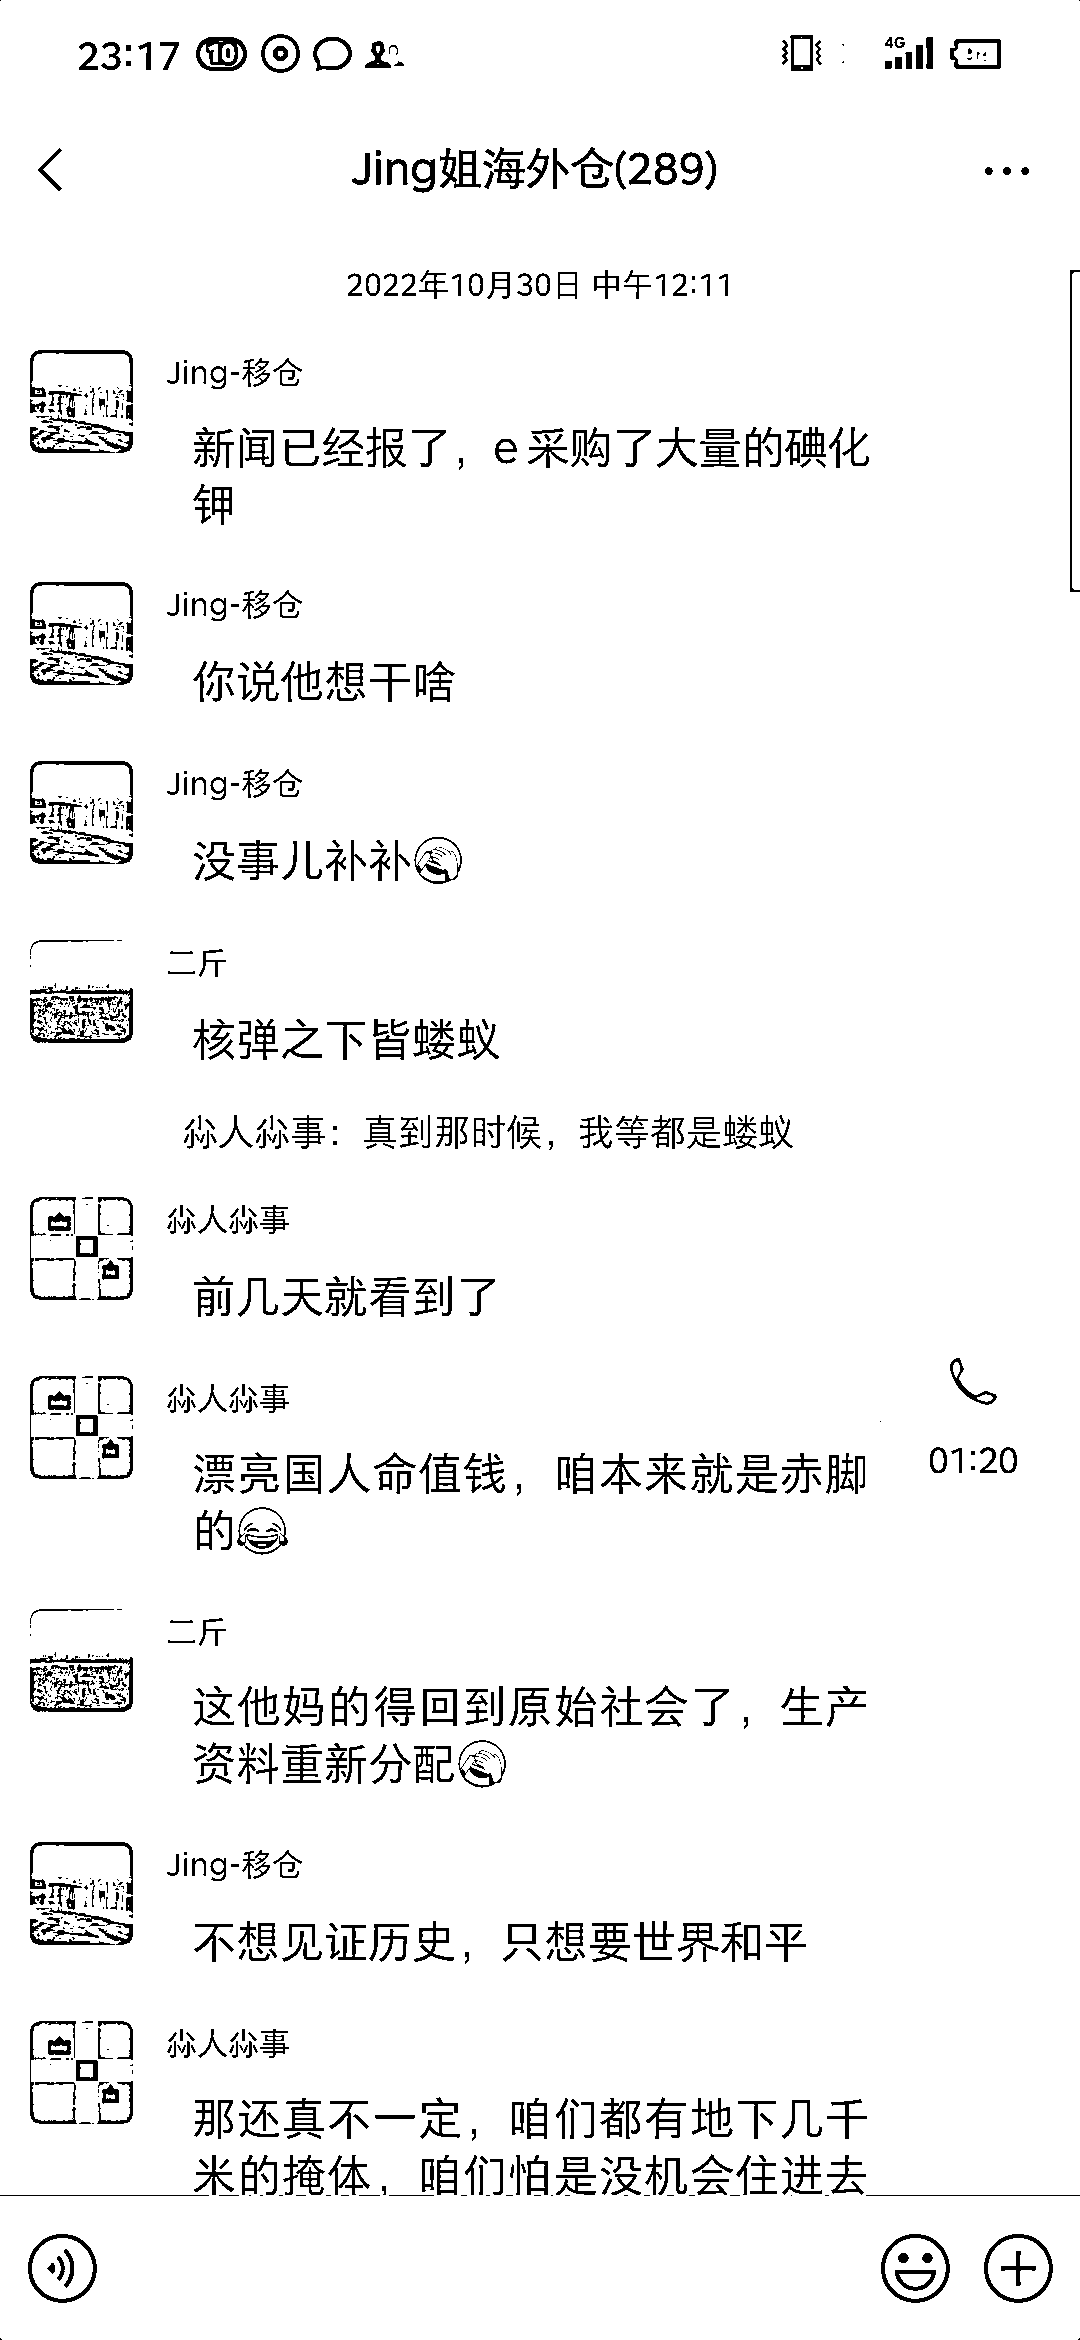 23:17 10 4G
Jing姐海外仓(289)
2022年10月30日 中午12:11
Jing-移仓
新闻已经报了，e采购了大量的碘化
钾
Jing-移仓
你说他想干啥
Jing-移仓
没事儿补补
二斤
核弹之下皆蝼蚁
尛人尛事：真到那时候，我等都是蝼蚁
尛人尛事
前几天就看到了
尛人尛事
漂亮国人命值钱，咱本来就是赤脚
的😂
01:20
二斤
这他妈的得回到原始社会了，生产
资料重新分配
Jing-移仓
不想见证历史，只想要世界和平
尛人尛事
那还真不一定，咱们都有地下几千
米的掩体，咱们怕是没机会住进去